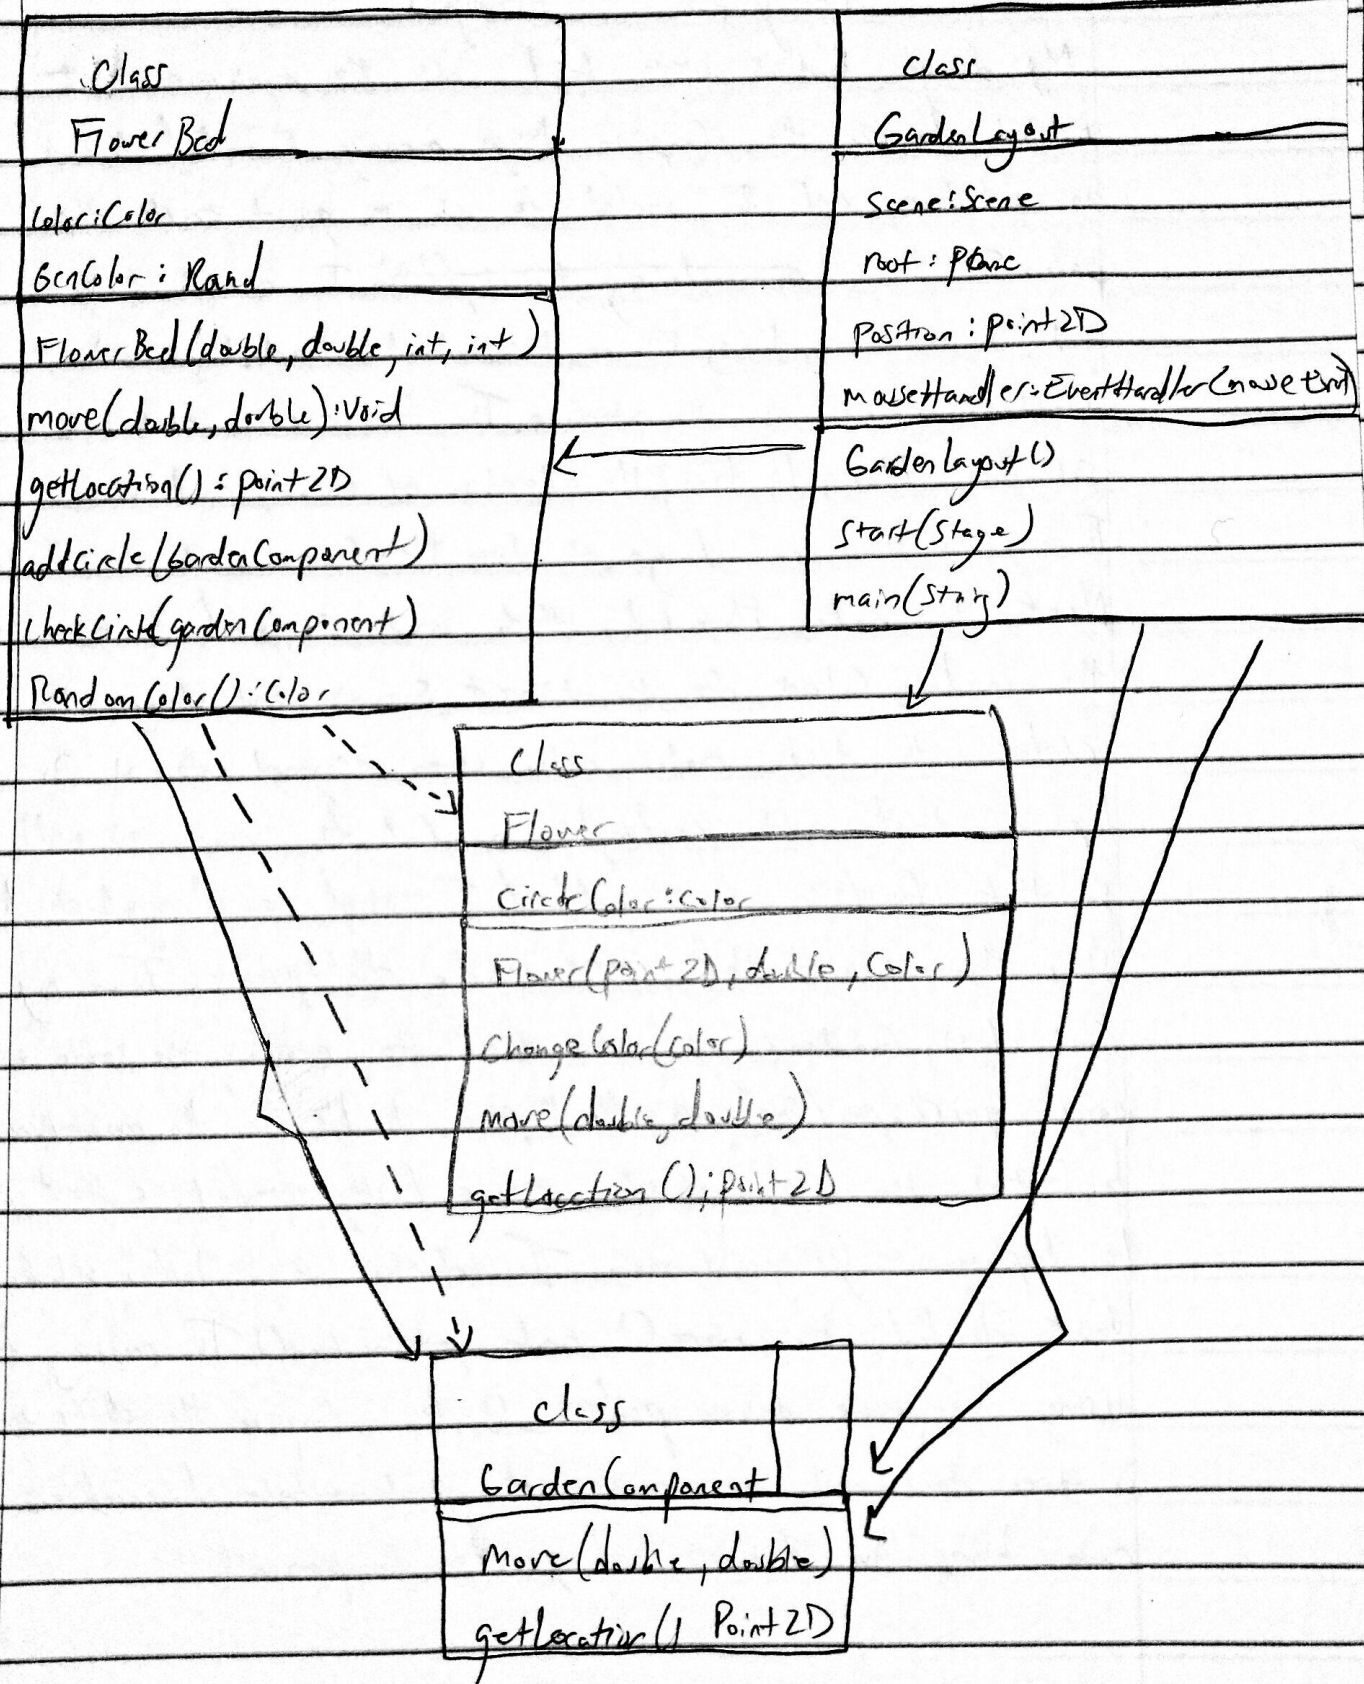 Class
FlowerBed
Color:Color
GenColor: Rand
FlowerBed(double, double, int, int)
move(double, double):Void
getLocation(): point2D
addCircle(GardenComponent)
checkCircle(gardenComponent)
RandomColor():Color
Class
GardenLayout
Scene:Scene
root: pane
position: point2D
mouseHandler:EventHandler(mouseEvent)
GardenLayout()
Start(Stage)
main(String)
Class
Flower
CircleColor:Color
Flower(point2D, double, Color)
ChangeColor(color)
move(double, double)
getLocation();point2D
class
GardenComponent
move(double, double)
getLocation() Point2D